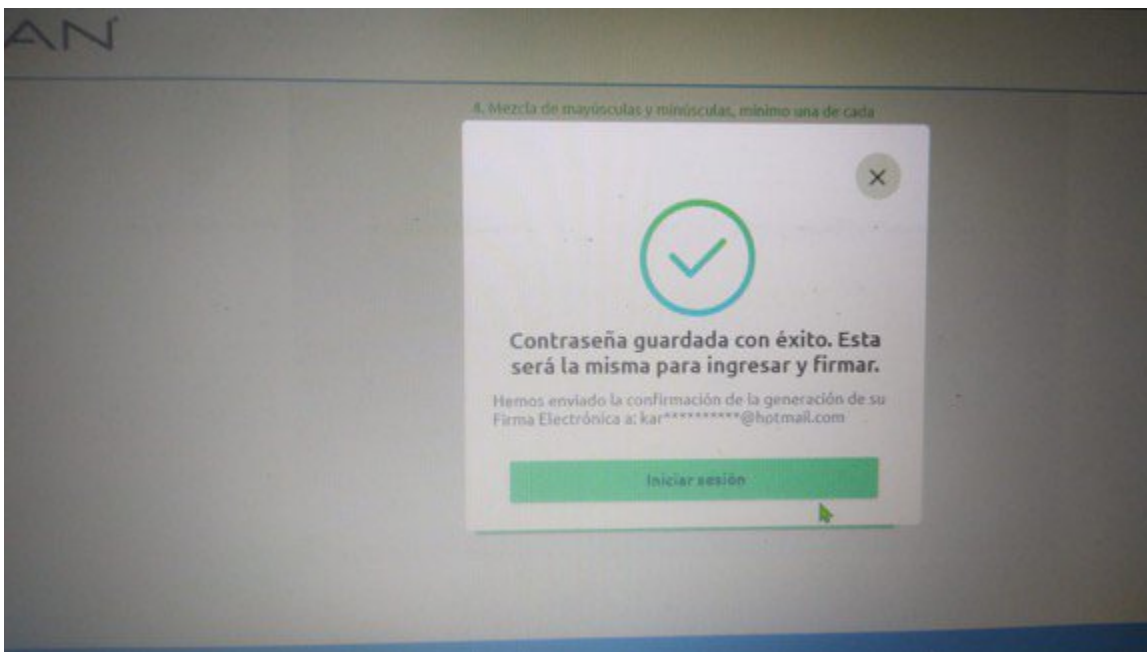 AN
4. Mezcla de mayúsculas y minúsculas, mínimo una de cada
Contraseña guardada con éxito. Esta
será la misma para ingresar y firmar.
Hemos enviado la confirmación de la generación de su
Firma Electrónica a: kar**********@hotmail.com
Iniciar sesión